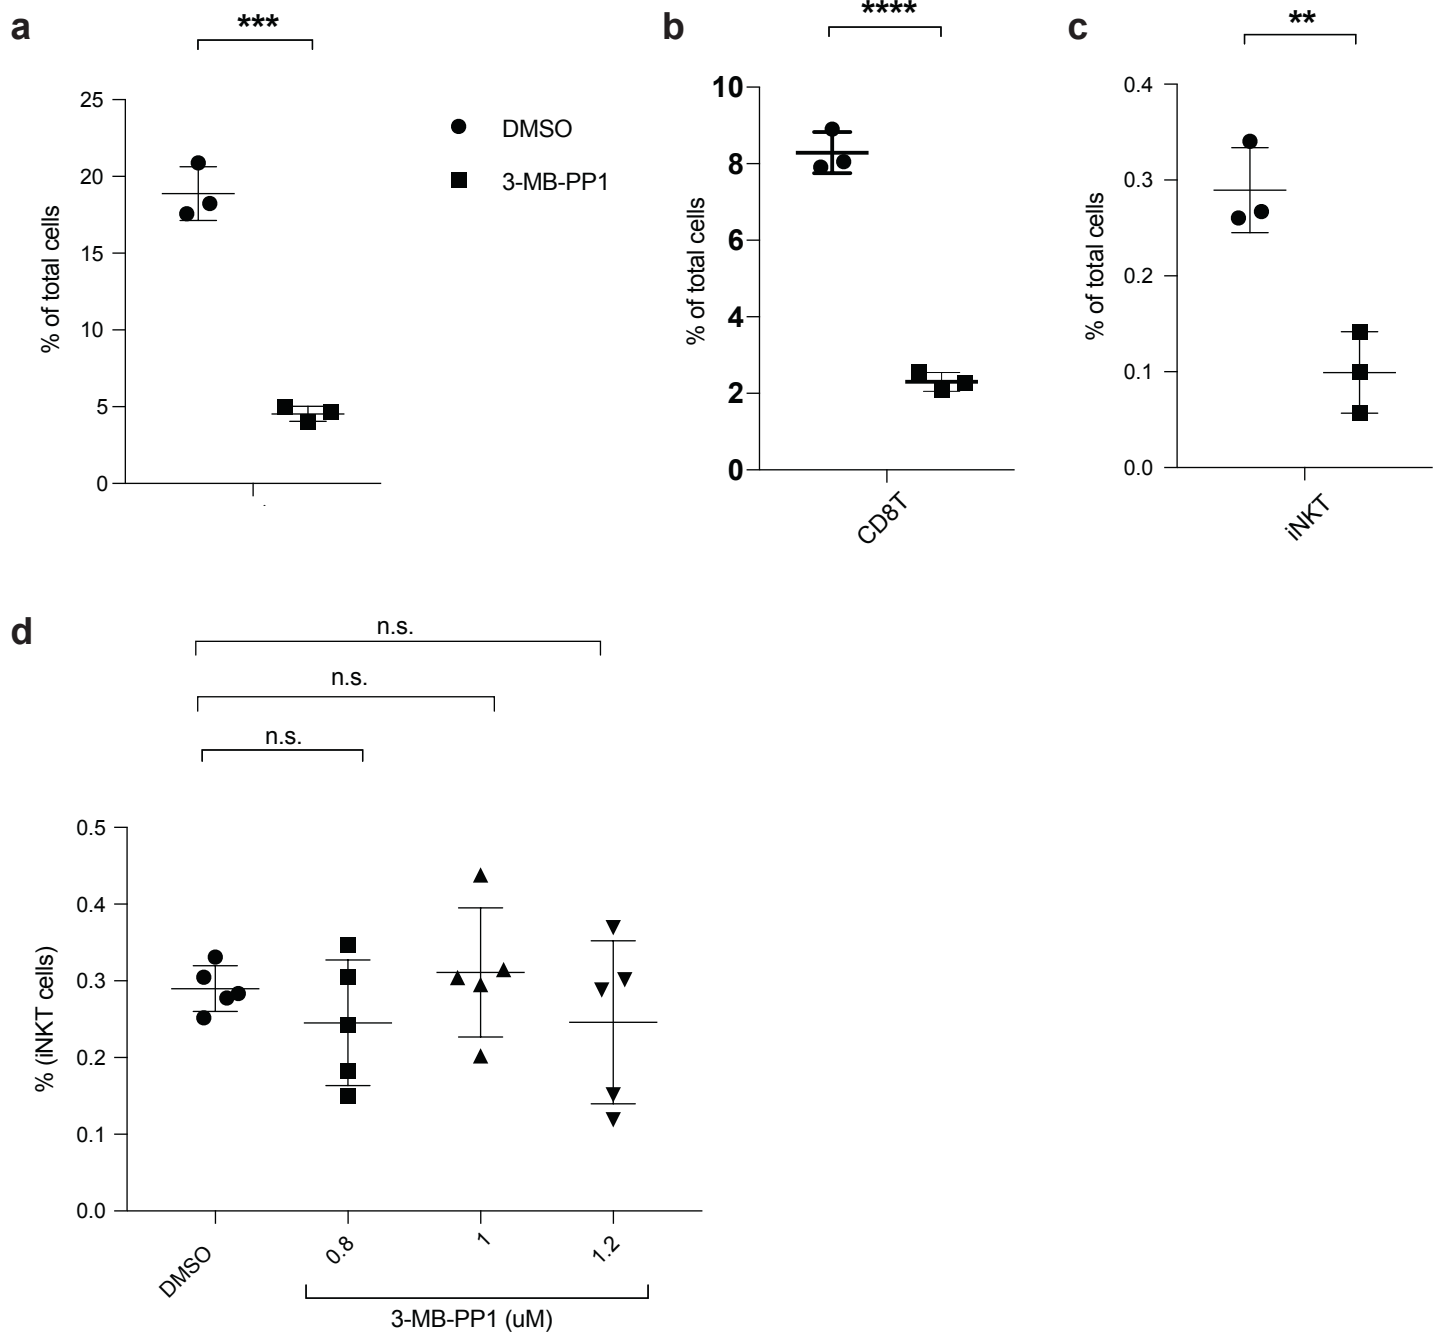 a
***
25
20
15
10
5
0
% of total cells
DMSO
3-MB-PP1
b
****
10
8
6
4
2
0
% of total cells
CD8T
c
**
0.4
0.3
0.2
0.1
0.0
% of total cells
iNKT
d
n.s.
n.s.
n.s.
0.5
0.4
0.3
0.2
0.1
0.0
% (iNKT cells)
DMSO
0.8
1
1.2
3-MB-PP1 (uM)